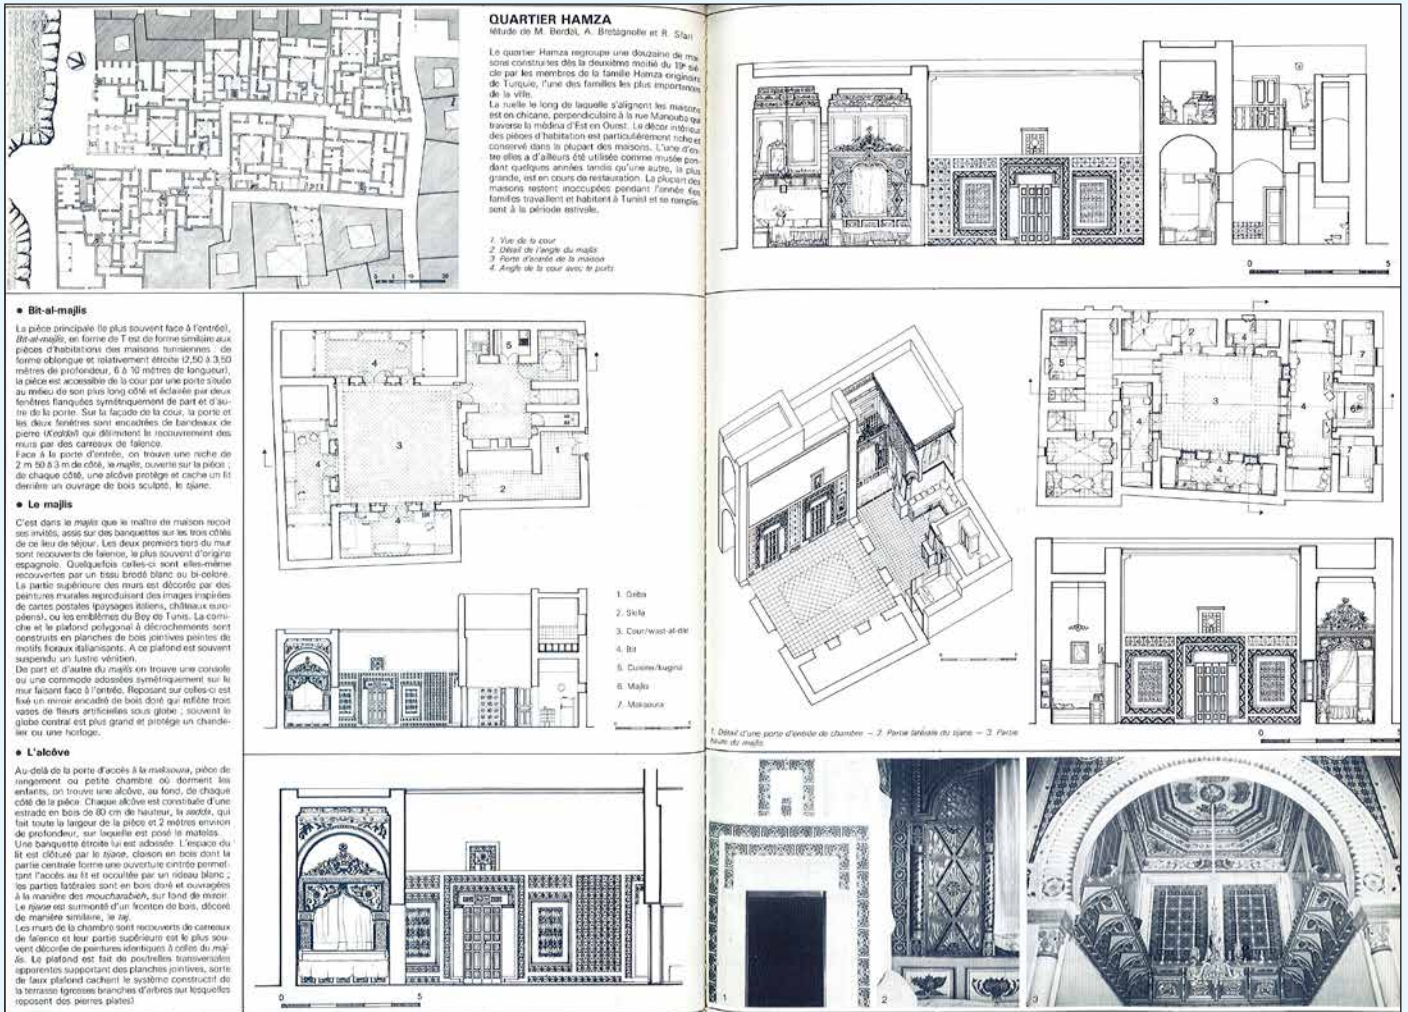 QUARTIER HAMZA
(étude de M. Berdaï, A. Bretagnolle et R. Sfar)
Le quartier Hamza regroupe une douzaine de mai
sons construites dès la deuxième moitié du 19e siè
cle par les membres de la famille Hamza originaire
de Turquie, l'une des familles les plus importantes
de la ville.
La ruelle le long de laquelle s'alignent les maisons
est en chicane, perpendiculaire à la rue Manouba qui
traverse la médina d'Est en Ouest. Le décor intérieur
des pièces d'habitation est particulièrement riche et
conservé dans la plupart des maisons. L'une d'en
tre elles a d'ailleurs été utilisée comme musée pen
dant quelques années tandis qu'une autre, la plus
grande, est en cours de restauration. La plupart des
maisons restent inoccupées pendant l'année (les
familles travaillent et habitent à Tunis) et se remplis
sent à la période estivale.
1. Vue de la cour
2 Détail de l'angle du majlis
3 Porte d'entrée de la maison
4. Angle de la cour avec le puits
0 5
• Bit-al-majlis
La pièce principale (le plus souvent face à l'entrée),
Bit-al-majlis, en forme de T est de forme similaire aux
pièces d'habitations des maisons tunisiennes : de
forme oblongue et relativement étroite (2,50 à 3,50
mètres de profondeur, 6 à 10 mètres de longueur),
la pièce est accessible de la cour par une porte située
au milieu de son plus long côté et éclairée par deux
fenêtres flanquées symétriquement de part et d'au-
tre de la porte. Sur la façade de la cour, la porte et
les deux fenêtres sont encadrées de bandeaux de
pierre (Keddal) qui délimitent le recouvrement des
murs par des carreaux de faïence.
Face à la porte d'entrée, on trouve une niche de
2 m 50 à 3 m de côté, le majlis, ouverte sur la pièce ;
de chaque côté, une alcôve protège et cache un lit
derrière un ouvrage de bois sculpté, le tijane.
• Le majlis
C'est dans le majlis que le maître de maison reçoit
ses invités, assis sur des banquettes sur les trois côtés
de ce lieu de séjour. Les deux premiers tiers du mur
sont recouverts de faïence, le plus souvent d'origine
espagnole. Quelquefois celles-ci sont elles-même
recouvertes par un tissu brodé blanc ou bi-colore.
La partie supérieure des murs est décorée par des
peintures murales reproduisant des images inspirées
de cartes postales (paysages italiens, châteaux euro-
péens), ou les emblèmes du Bey de Tunis. La corni-
che et le plafond polygonal à décrochements sont
construits en planches de bois jointives peintes de
motifs floraux italianisants. A ce plafond est souvent
suspendu un lustre vénitien.
De part et d'autre du majlis on trouve une console
ou une commode adossées symétriquement sur le
mur faisant face à l'entrée. Reposant sur celles-ci est
fixé un miroir encadré de bois doré qui reflète trois
vases de fleurs artificielles sous globe ; souvent le
globe central est plus grand et protège un chande-
lier ou une horloge.
• L'alcôve
Au-delà de la porte d'accès à la maksoura, pièce de
rangement ou petite chambre où dorment les
enfants, on trouve une alcôve, au fond, de chaque
côté de la pièce. Chaque alcôve est constituée d'une
estrade en bois de 80 cm de hauteur, la sedda, qui
fait toute la largeur de la pièce et 2 mètres environ
de profondeur, sur laquelle est posé le matelas.
Une banquette étroite lui est adossée. L'espace du
lit est clôturé par le tijane, cloison en bois dont la
partie centrale forme une ouverture cintrée permet-
tant l'accès au lit et occultée par un rideau blanc ;
les parties latérales sont en bois doré et ouvragées
à la manière des moucharabieh, sur fond de miroir.
Le tijane est surmonté d'un fronton de bois, décoré
de manière similaire, le taj.
Les murs de la chambre sont recouverts de carreaux
de faïence et leur partie supérieure est le plus sou-
vent décorée de peintures identiques à celles du maj-
lis. Le plafond est fait de poutrelles transversales
apparentes supportant des planches jointives, sorte
de faux plafond cachant le système constructif de
la terrasse (grosses branches d'arbres sur lesquelles
reposent des pierres plates)
4
5
3
4
1
2
4
1. Driba
2. Skifa
3. Cour/wast-al-dar
4. Bit
5. Cuisine/kugina
6. Majlis
7. Maksoura
0 5
1
2
4
5
7
3
4
4
6
7
4
0
1. Détail d'une porte d'entrée de chambre — 2. Partie latérale du tijane — 3. Partie
haute du majlis
1
2
3